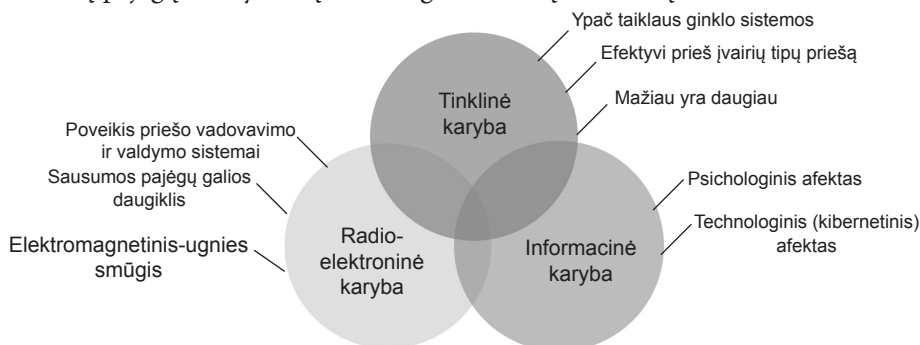 Ypač taiklaus ginklo sistemos
Efektyvi prieš įvairių tipų priešą
Mažiau yra daugiau
Tinklinė
karyba
Poveikis priešo vadovavimo
ir valdymo sistemai
Sausumos pajėgų galios
daugiklis
Elektromagnetinis-ugnies
smūgis
Radio-
elektroninė
karyba
Informacinė
karyba
Psichologinis afektas
Technologinis (kibernetinis)
afektas